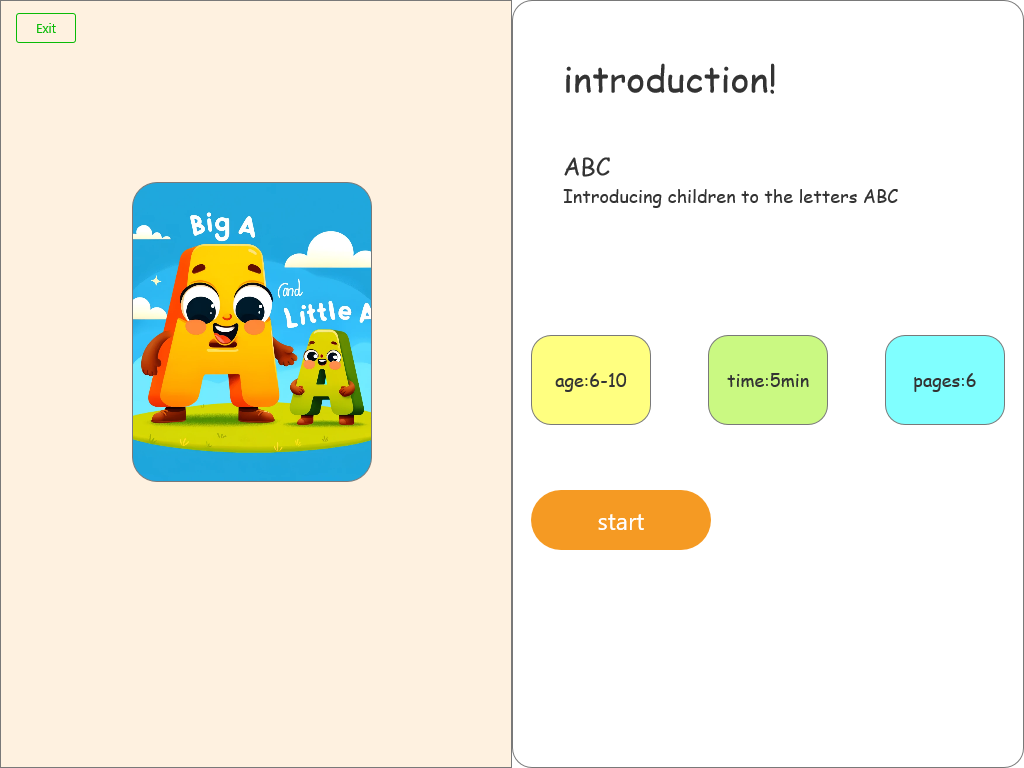 Exit
Big A
and
Little A
introduction!
ABC
Introducing children to the letters ABC
age:6-10
time:5min
pages:6
start